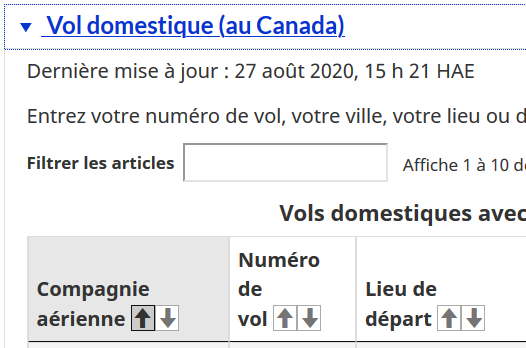 Vol domestique (au Canada)
Dernière mise à jour : 27 août 2020, 15 h 21 HAE
Entrez votre numéro de vol, votre ville, votre lieu ou d
Filtrer les articles
Affiche 1 à 10 d
Vols domestiques avec
Compagnie
aérienne
Numéro
de
vol
Lieu de
départ